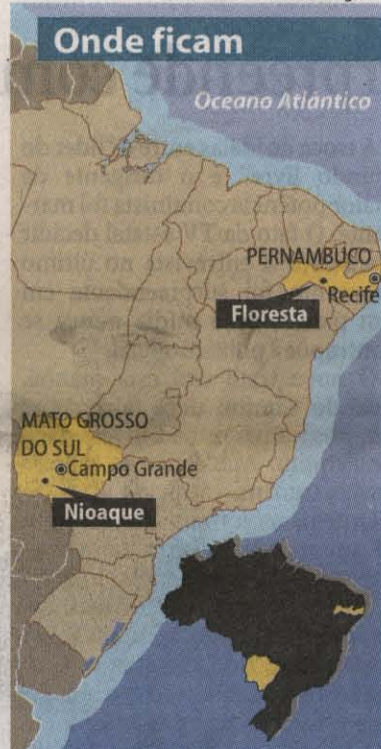 Onde ficam
Oceano Atlântico
PERNAMBUCO
Recife
Floresta
MATO GROSSO
DO SUL
Campo Grande
Nioaque